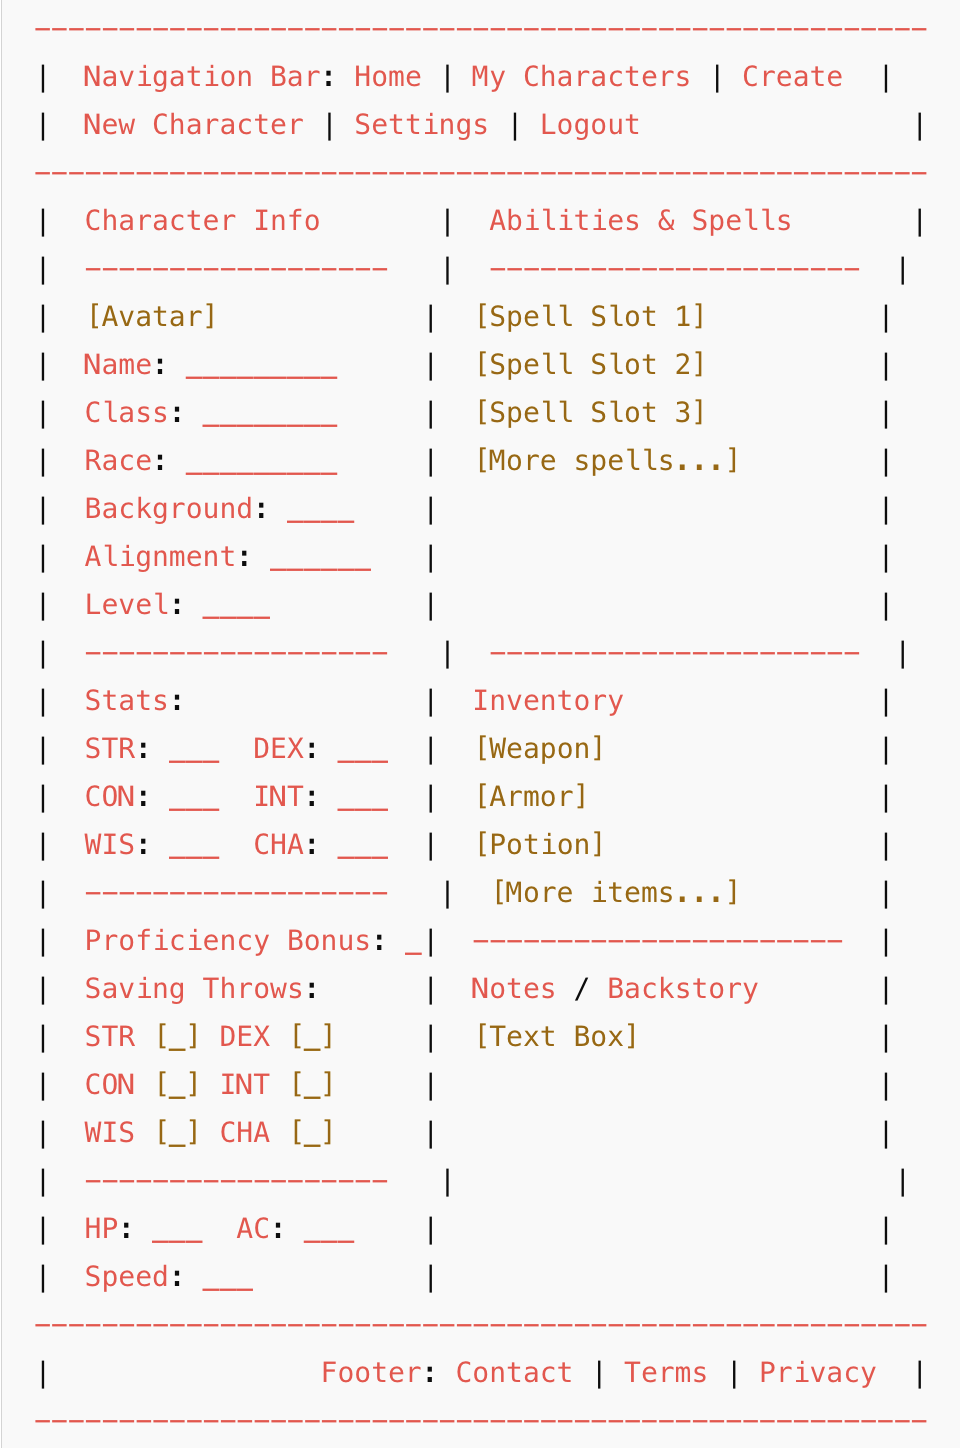 -----------------------------------------------------
|  Navigation Bar: Home | My Characters | Create  |
|  New Character | Settings | Logout                |
-----------------------------------------------------
|  Character Info       |  Abilities & Spells       |
|  ------------------   |  ----------------------  |
|  [Avatar]            |  [Spell Slot 1]          |
|  Name: _________     |  [Spell Slot 2]          |
|  Class: ________     |  [Spell Slot 3]          |
|  Race: _________     |  [More spells...]        |
|  Background: ____    |                          |
|  Alignment: ______   |                          |
|  Level: ____         |                          |
|  ------------------   |  ----------------------  |
|  Stats:              |  Inventory               |
|  STR: ___  DEX: ___  |  [Weapon]                |
|  CON: ___  INT: ___  |  [Armor]                 |
|  WIS: ___  CHA: ___  |  [Potion]                |
|  ------------------   |  [More items...]        |
|  Proficiency Bonus: _|  ----------------------  |
|  Saving Throws:      |  Notes / Backstory       |
|  STR [_] DEX [_]     |  [Text Box]              |
|  CON [_] INT [_]     |                          |
|  WIS [_] CHA [_]     |                          |
|  ------------------   |                          |
|  HP: ___  AC: ___    |                          |
|  Speed: ___          |                          |
-----------------------------------------------------
|                Footer: Contact | Terms | Privacy  |
-----------------------------------------------------